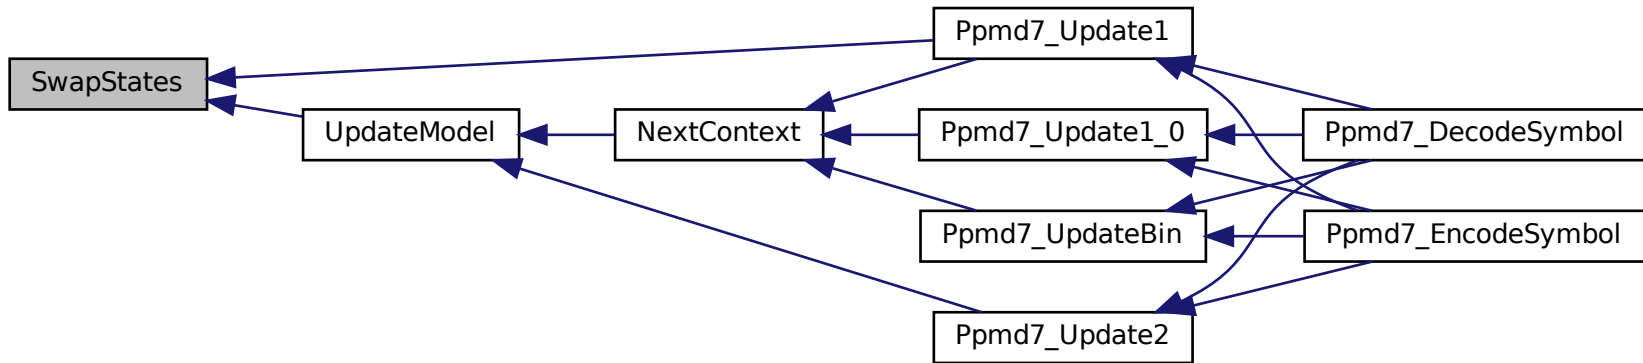 Ppmd7_Update1
SwapStates
UpdateModel
NextContext
Ppmd7_Update1_0
Ppmd7_DecodeSymbol
Ppmd7_UpdateBin
Ppmd7_EncodeSymbol
Ppmd7_Update2